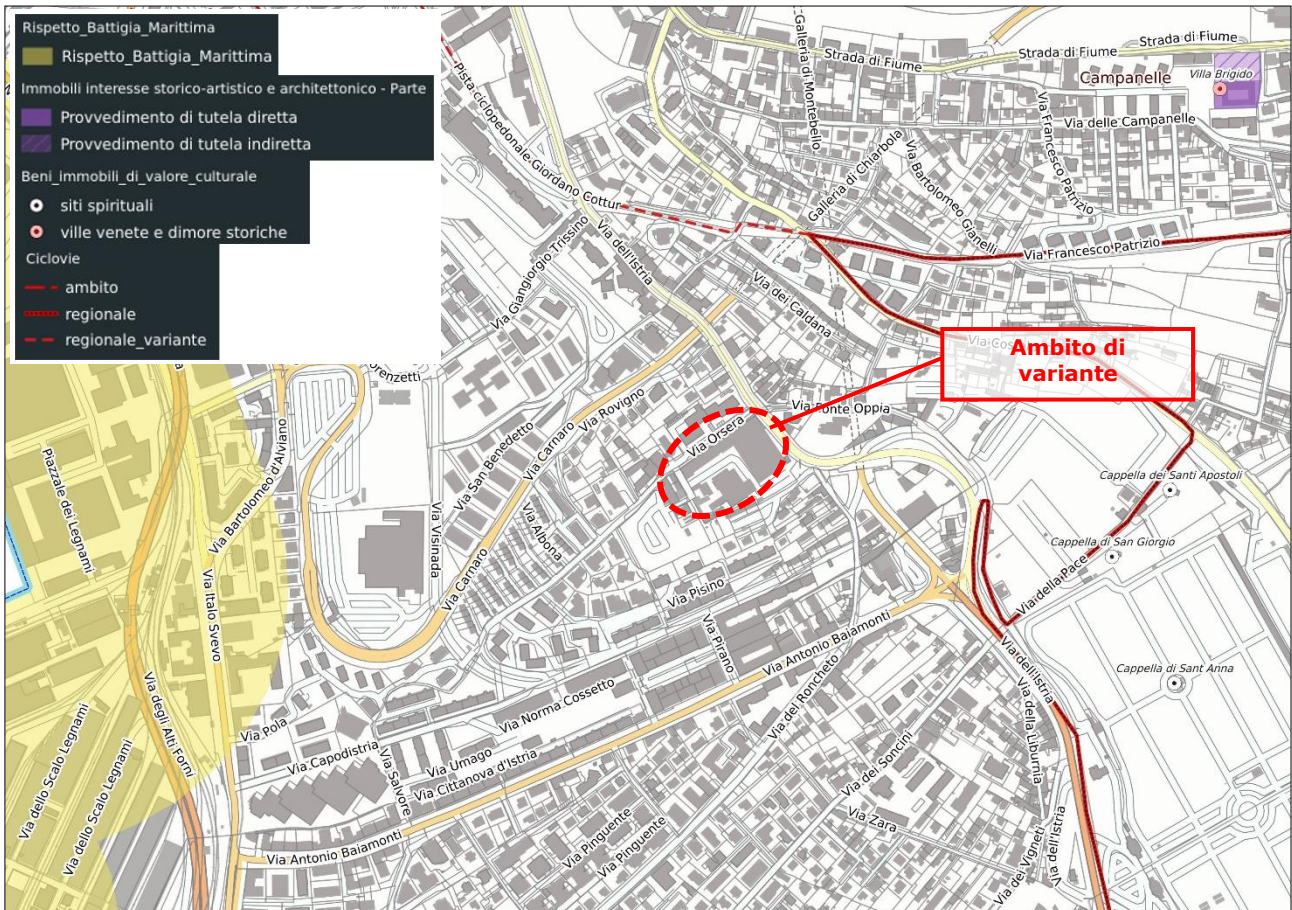 Rispetto_Battigia_Marittima
Rispetto_Battigia_Marittima
Immobili interesse storico-artistico e architettonico - Parte
Provvedimento di tutela diretta
Provvedimento di tutela indiretta
Beni_immobili_di_valore_culturale
siti spirituali
ville venete e dimore storiche
Ciclovie
ambito
regionale
regionale_variante
Pista ciclopedonale Giordano Cottur
Galleria di Montebello
Strada di Fiume
Strada di Fiume
Strada di Fiume
Campanelle
Villa Brigido
Via delle Campanelle
Via Francesco Patrizio
Galleria di Chiarbola
Via Bartolomeo Gianelli
Via Francesco Patrizio
Via Giangiorgio Trissino
Via dell'Istria
Via dei Caldana
Ambito di
variante
Via Ponte Oppia
Via Orsera
Via Rovigno
Via Carnaro
Via San Benedetto
Via Albona
Via Visnada
Via Carnaro
Via Bartolomeo d'Alviano
Piazzale dei Legnami
Via Italo Svevo
Cappella dei Santi Apostoli
Cappella di San Giorgio
Via della Pace
Via Pisino
Via Pirano
Via Antonio Baiamonti
Cappella di Sant Anna
Via dell'Istria
Via della Liburnia
Via del Roncheto
Via Norma Cossetto
Via Pola
Via Capodistria
Via Umago
Via Salvore
Via Cittanova d'Istria
Via degli Alti Forni
Via dello Scalo Legnami
Via dello Scalo Legnami
Via dei Soncini
Via Zara
Via Pinguente
Via Pinguente
Via Antonio Baiamonti
Via dei Vigneti
Via dell'Istria